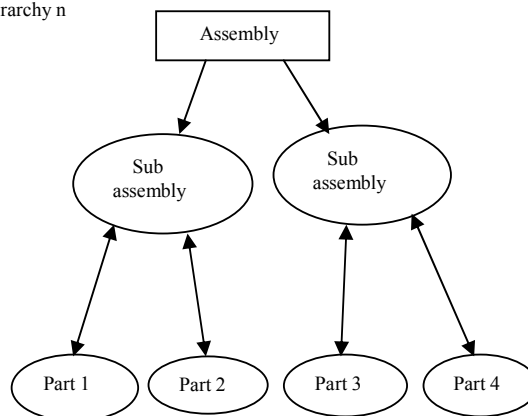 rarchy n
Assembly
Sub
assembly
Sub
assembly
Part 1
Part 2
Part 3
Part 4